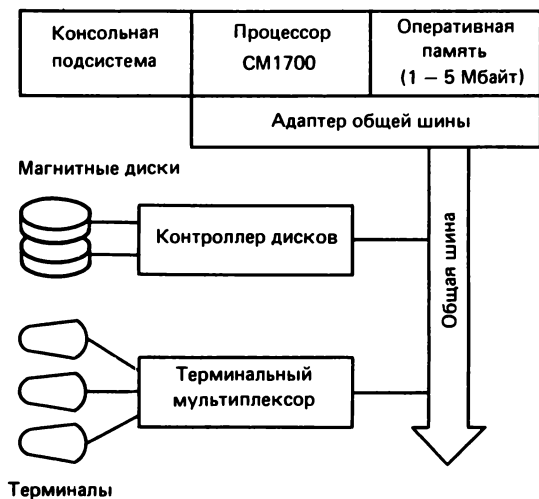 Консольная
подсистема
Процессор
СМ1700
Оперативная
память
(1 – 5 Мбайт)
Адаптер общей шины
Магнитные диски
Контроллер дисков
Общая шина
Терминальный
мультиплексор
Терминалы